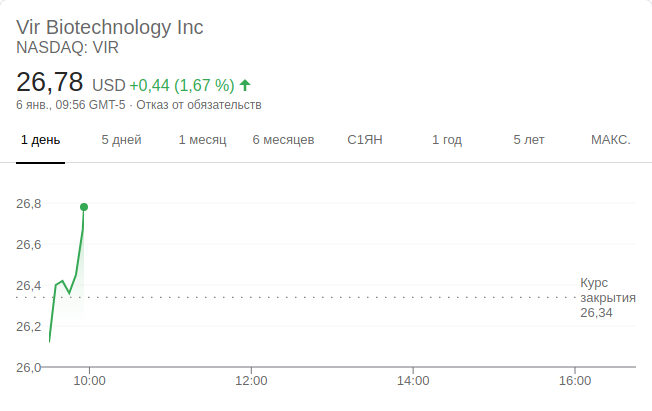 Vir Biotechnology Inc
NASDAQ: VIR
26,78 USD +0,44 (1,67 %)
6 янв., 09:56 GMT-5 · Отказ от обязательств
1 день 5 дней 1 месяц 6 месяцев С1ЯН 1 год 5 лет МАКС.
26,8
26,6
26,4
26,2
26,0
Курс
закрытия
26,34
10:00 12:00 14:00 16:00